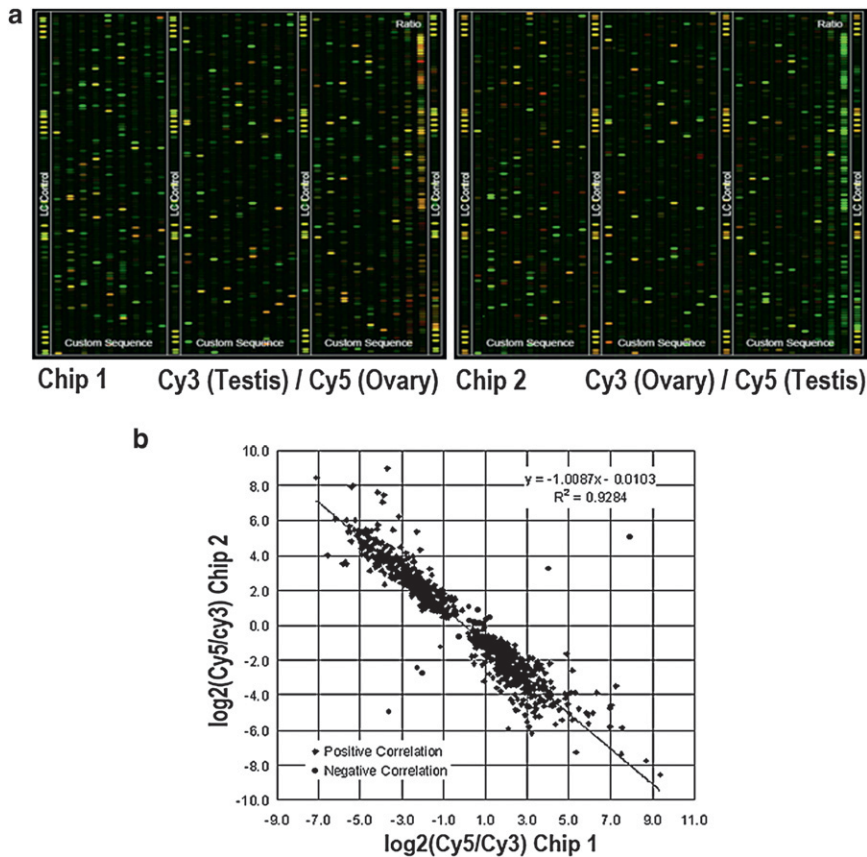 a
Ratio
LC Control
LC Control
LC Control
LC Control
Custom Sequence
Custom Sequence
Custom Sequence
Ratio
LC Control
LC Control
LC Control
LC Control
Custom Sequence
Custom Sequence
Custom Sequence
Chip 1
Cy3 (Testis) / Cy5 (Ovary)
Chip 2
Cy3 (Ovary) / Cy5 (Testis)
b
y = -1.0087x - 0.0103
R² = 0.9284
10.0
8.0
6.0
4.0
2.0
0.0
-2.0
-4.0
-6.0
-8.0
-10.0
log2(Cy5/cy3) Chip 2
Positive Correlation
Negative Correlation
-9.0 -7.0 -5.0 -3.0 -1.0 1.0 3.0 5.0 7.0 9.0 11.0
log2(Cy5/Cy3) Chip 1